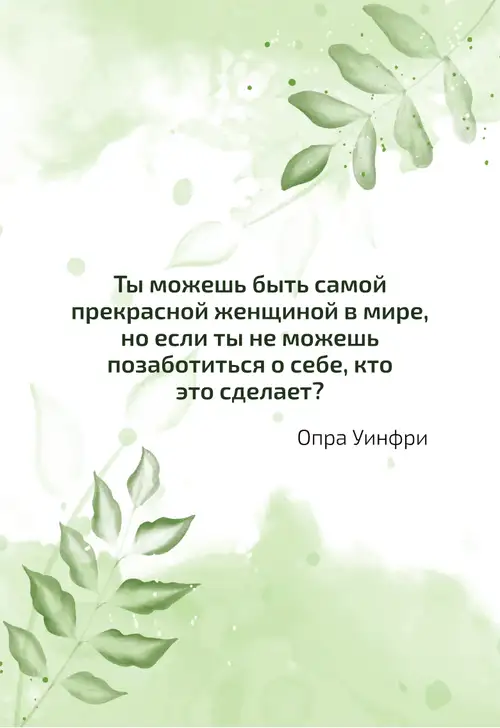 Ты можешь быть самой
прекрасной женщиной в мире,
но если ты не можешь
позаботиться о себе, кто
это сделает?
Опра Уинфри